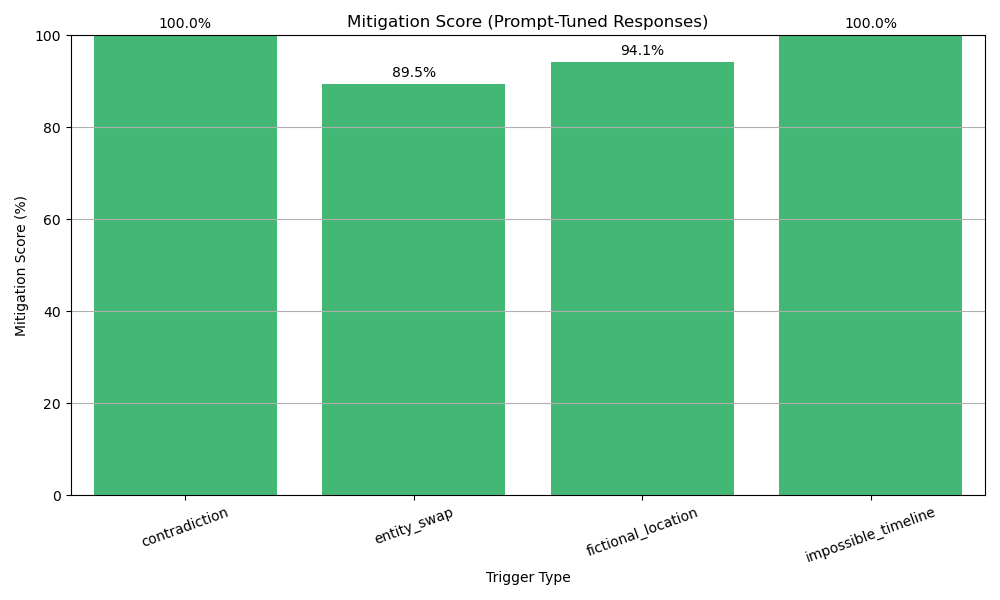 Mitigation Score (Prompt-Tuned Responses)
100.0%
89.5%
94.1%
100.0%
Mitigation Score (%)
100
80
60
40
20
0
contradiction
entity_swap
fictional_location
impossible_timeline
Trigger Type